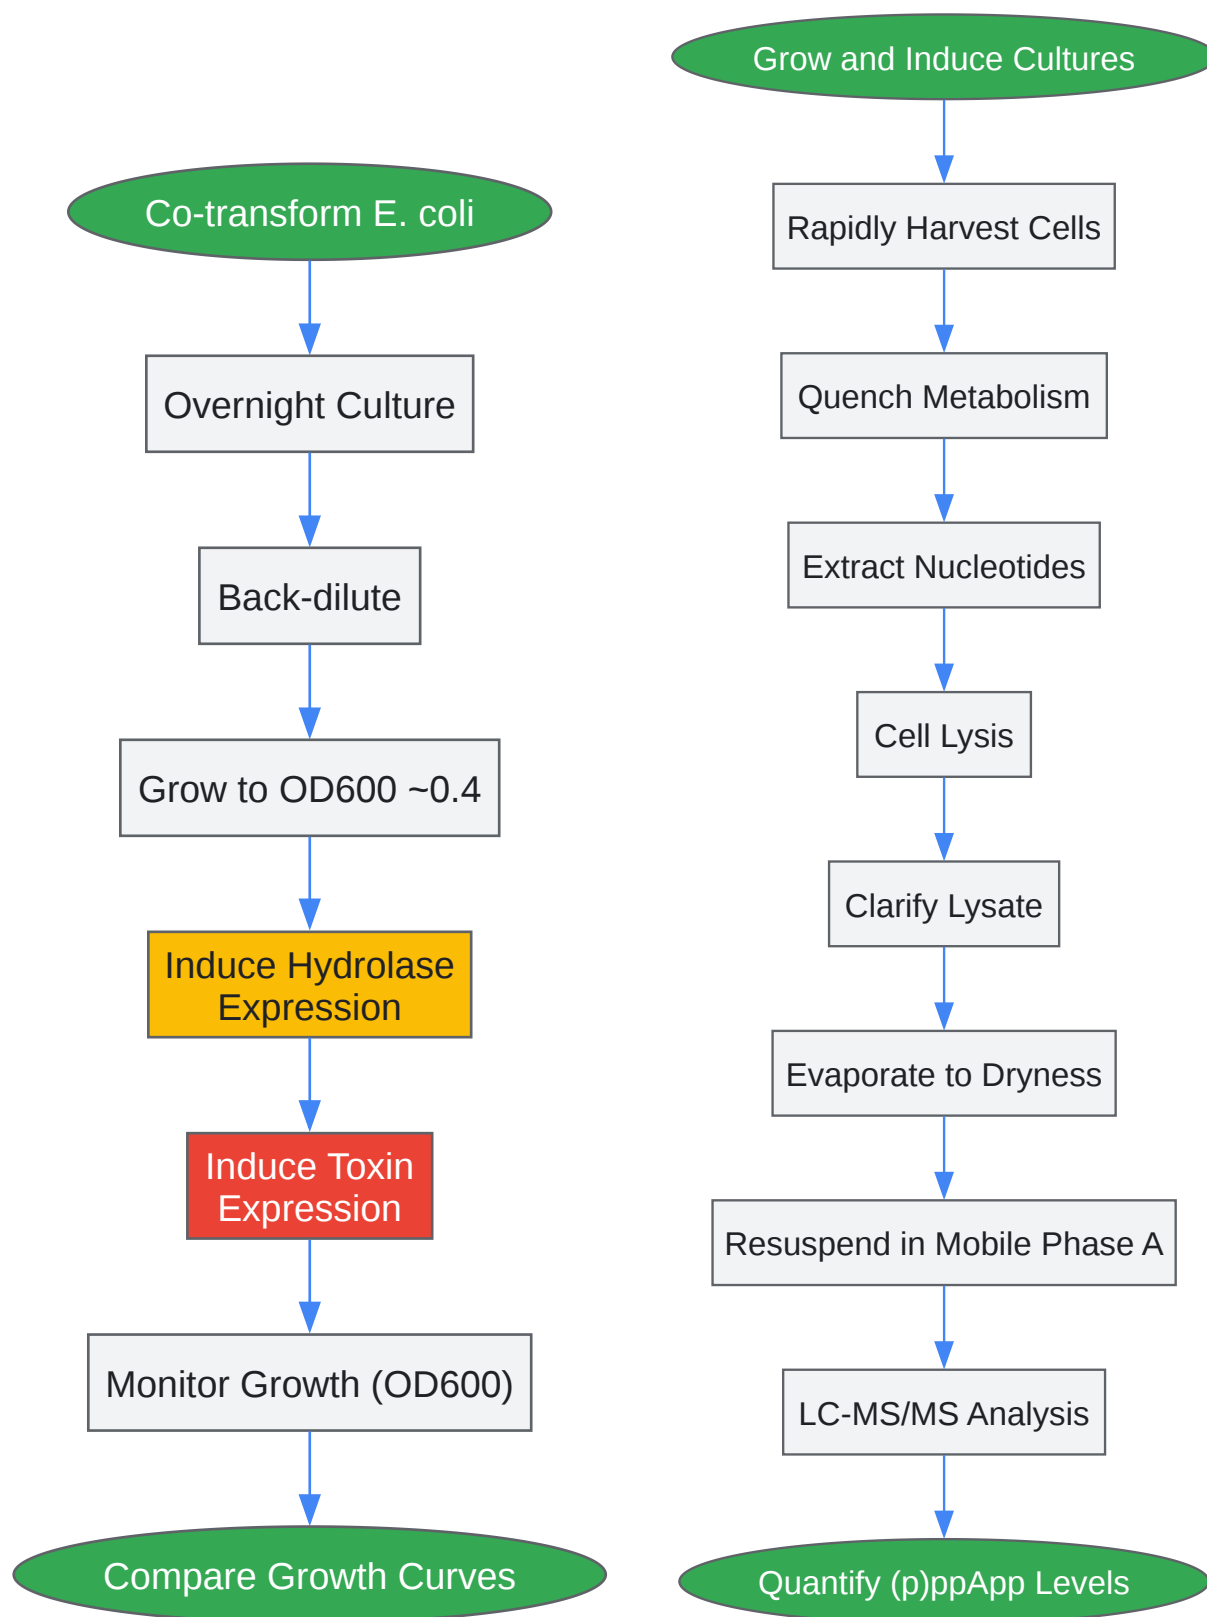 Co-transform E. coli
Overnight Culture
Back-dilute
Grow to OD600 ~0.4
Induce Hydrolase
Expression
Induce Toxin
Expression
Monitor Growth (OD600)
Compare Growth Curves
Grow and Induce Cultures
Rapidly Harvest Cells
Quench Metabolism
Extract Nucleotides
Cell Lysis
Clarify Lysate
Evaporate to Dryness
Resuspend in Mobile Phase A
LC-MS/MS Analysis
Quantify (p)ppApp Levels